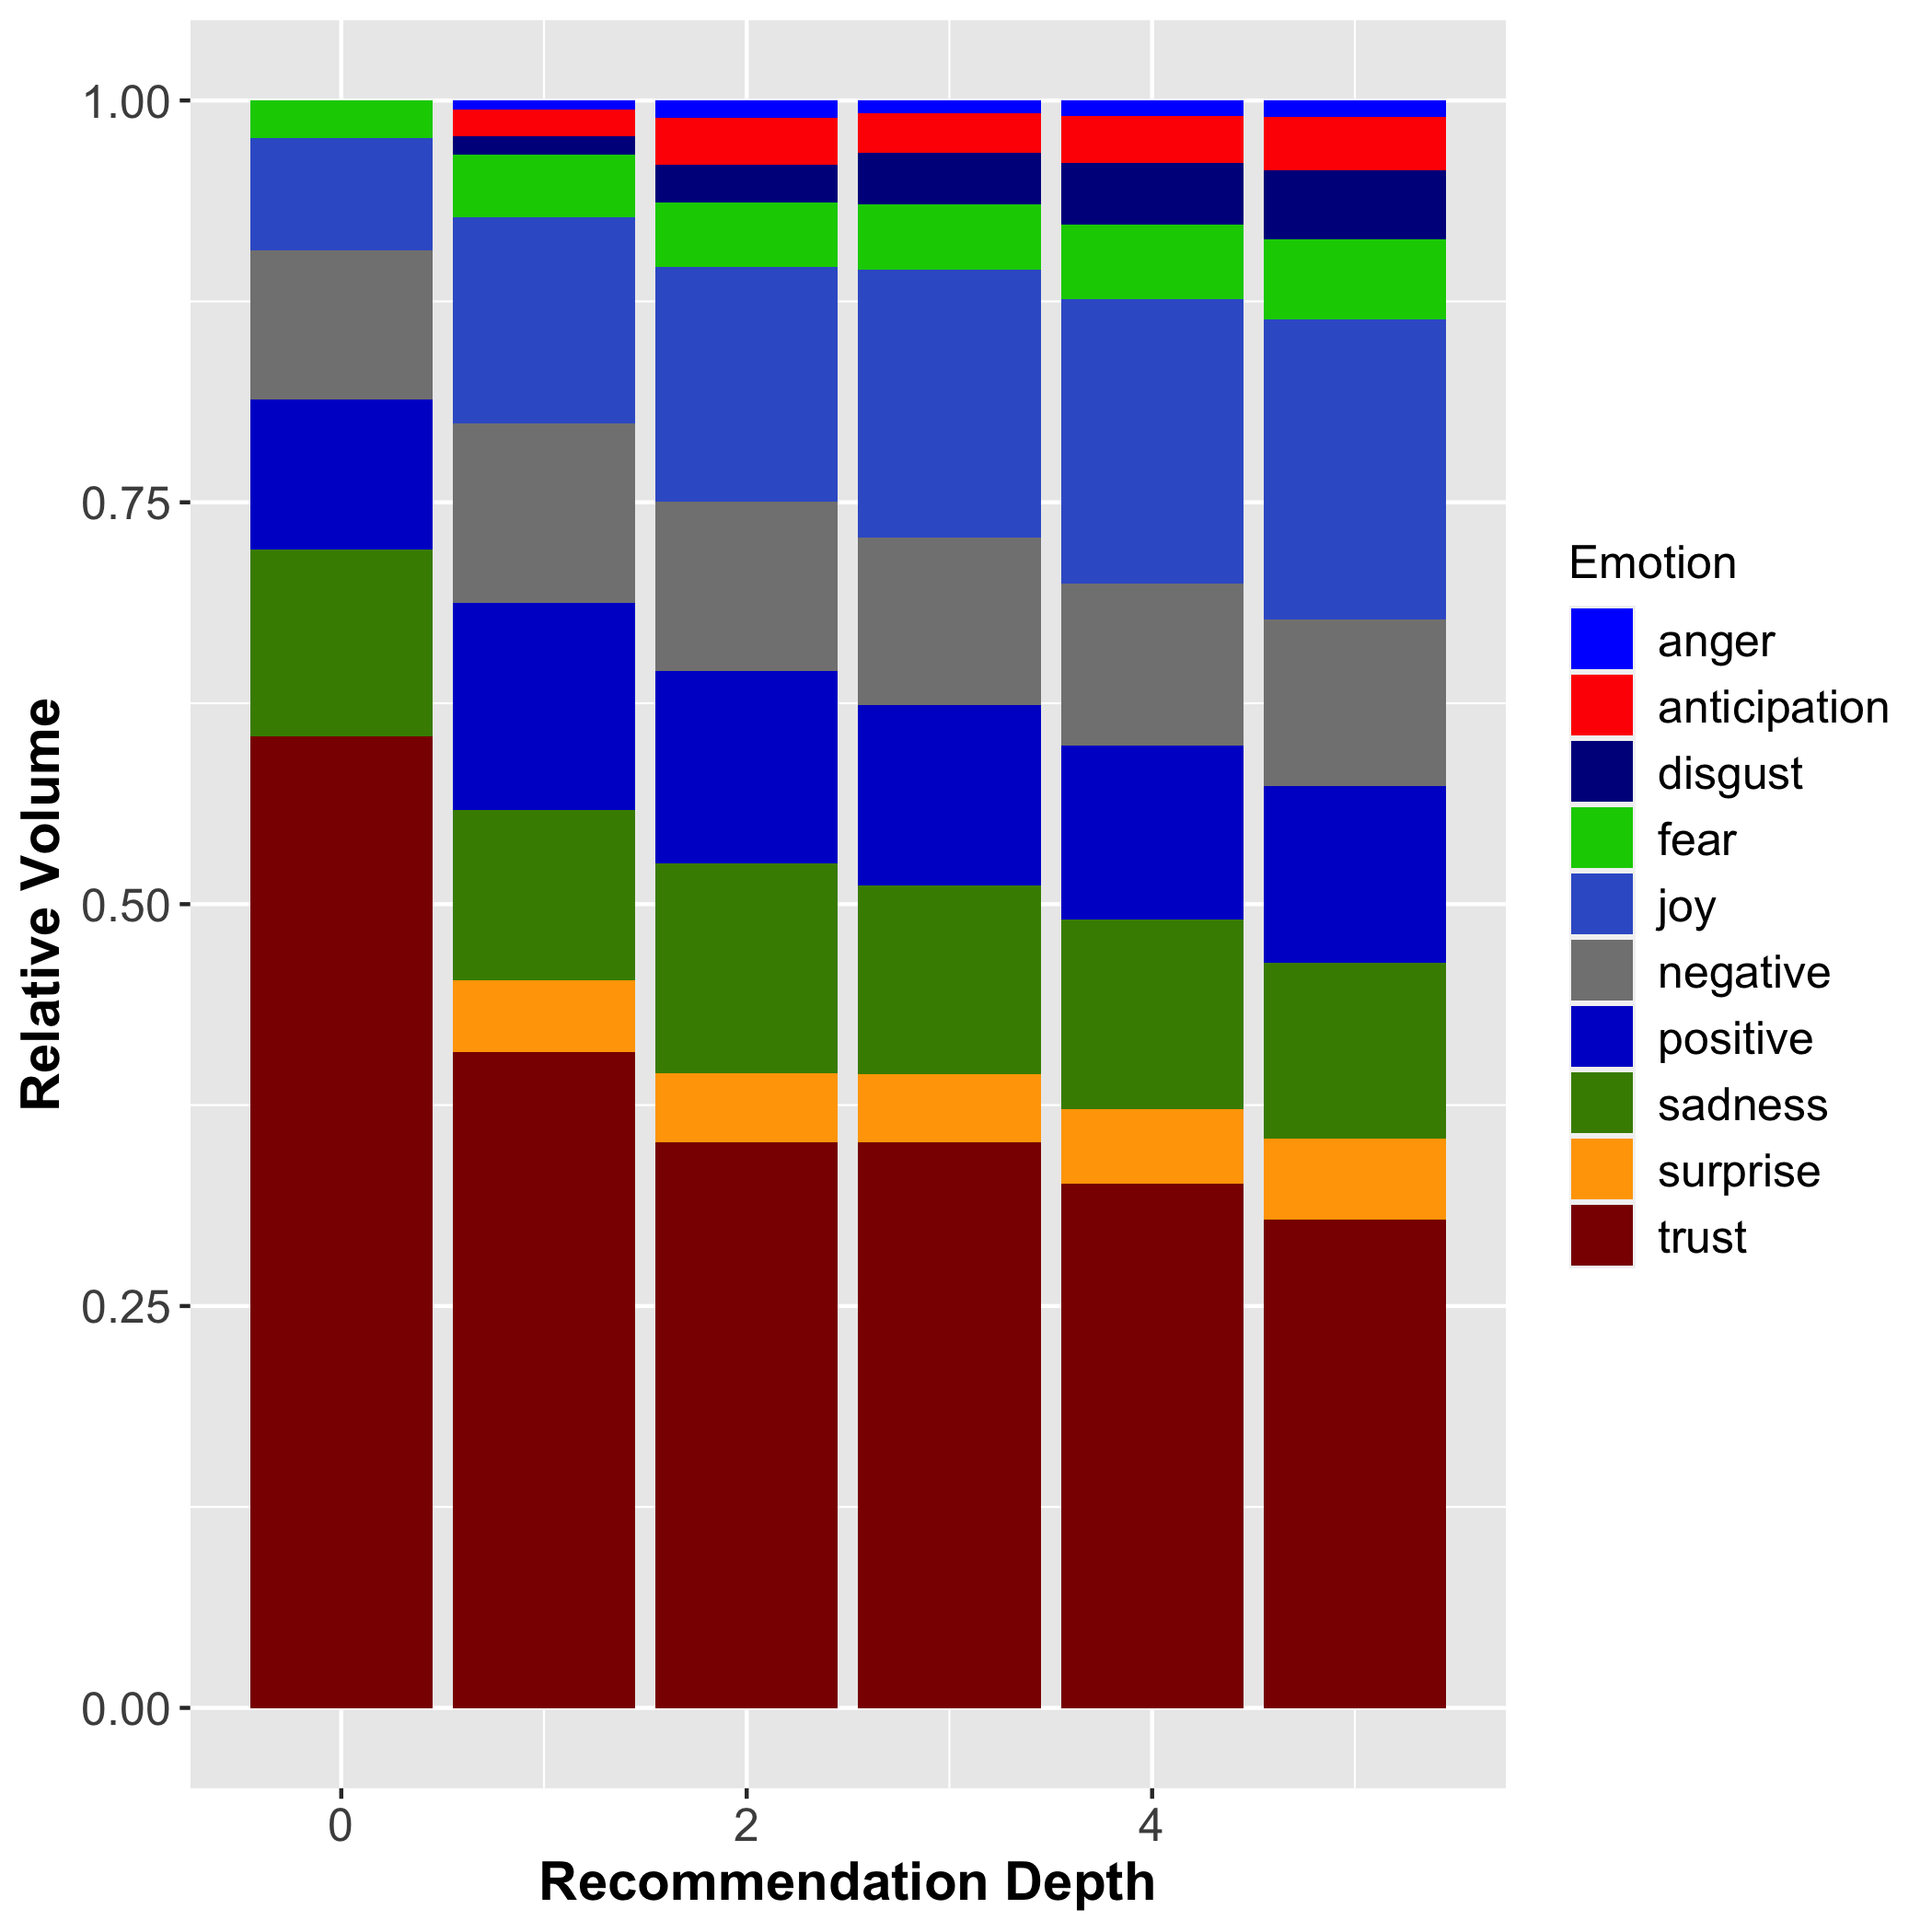 Relative Volume
1.00
0.75
0.50
0.25
0.00
0
2
4
Recommendation Depth
Emotion
anger
anticipation
disgust
fear
joy
negative
positive
sadness
surprise
trust